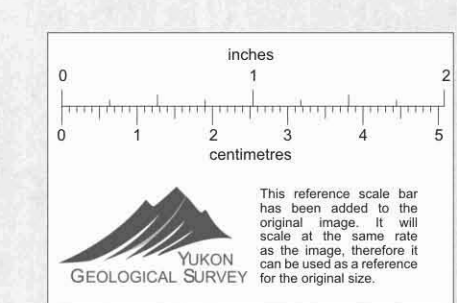 inches
0 1 2
0 1 2 3 4 5
centimetres
This reference scale bar
has been added to the
original image. It will
scale at the same rate
as the image, therefore it
can be used as a reference
for the original size.
YUKON
GEOLOGICAL SURVEY